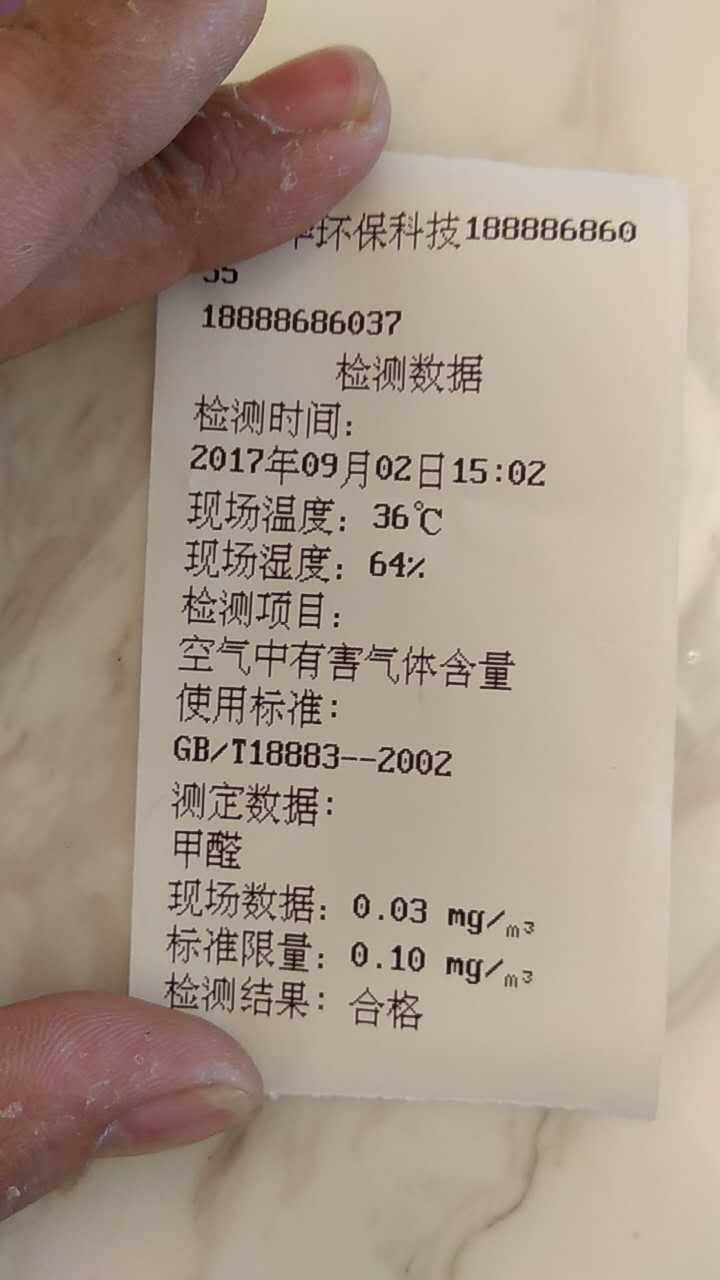 环保科技188886860
55
18888686037
检测数据
检测时间:
2017年09月02日15:02
现场温度: 36℃
现场湿度: 64%
检测项目:
空气中有害气体含量
使用标准:
GB/T18883--2002
测定数据:
甲醛
现场数据: 0.03 mg/m³
标准限量: 0.10 mg/m³
检测结果: 合格